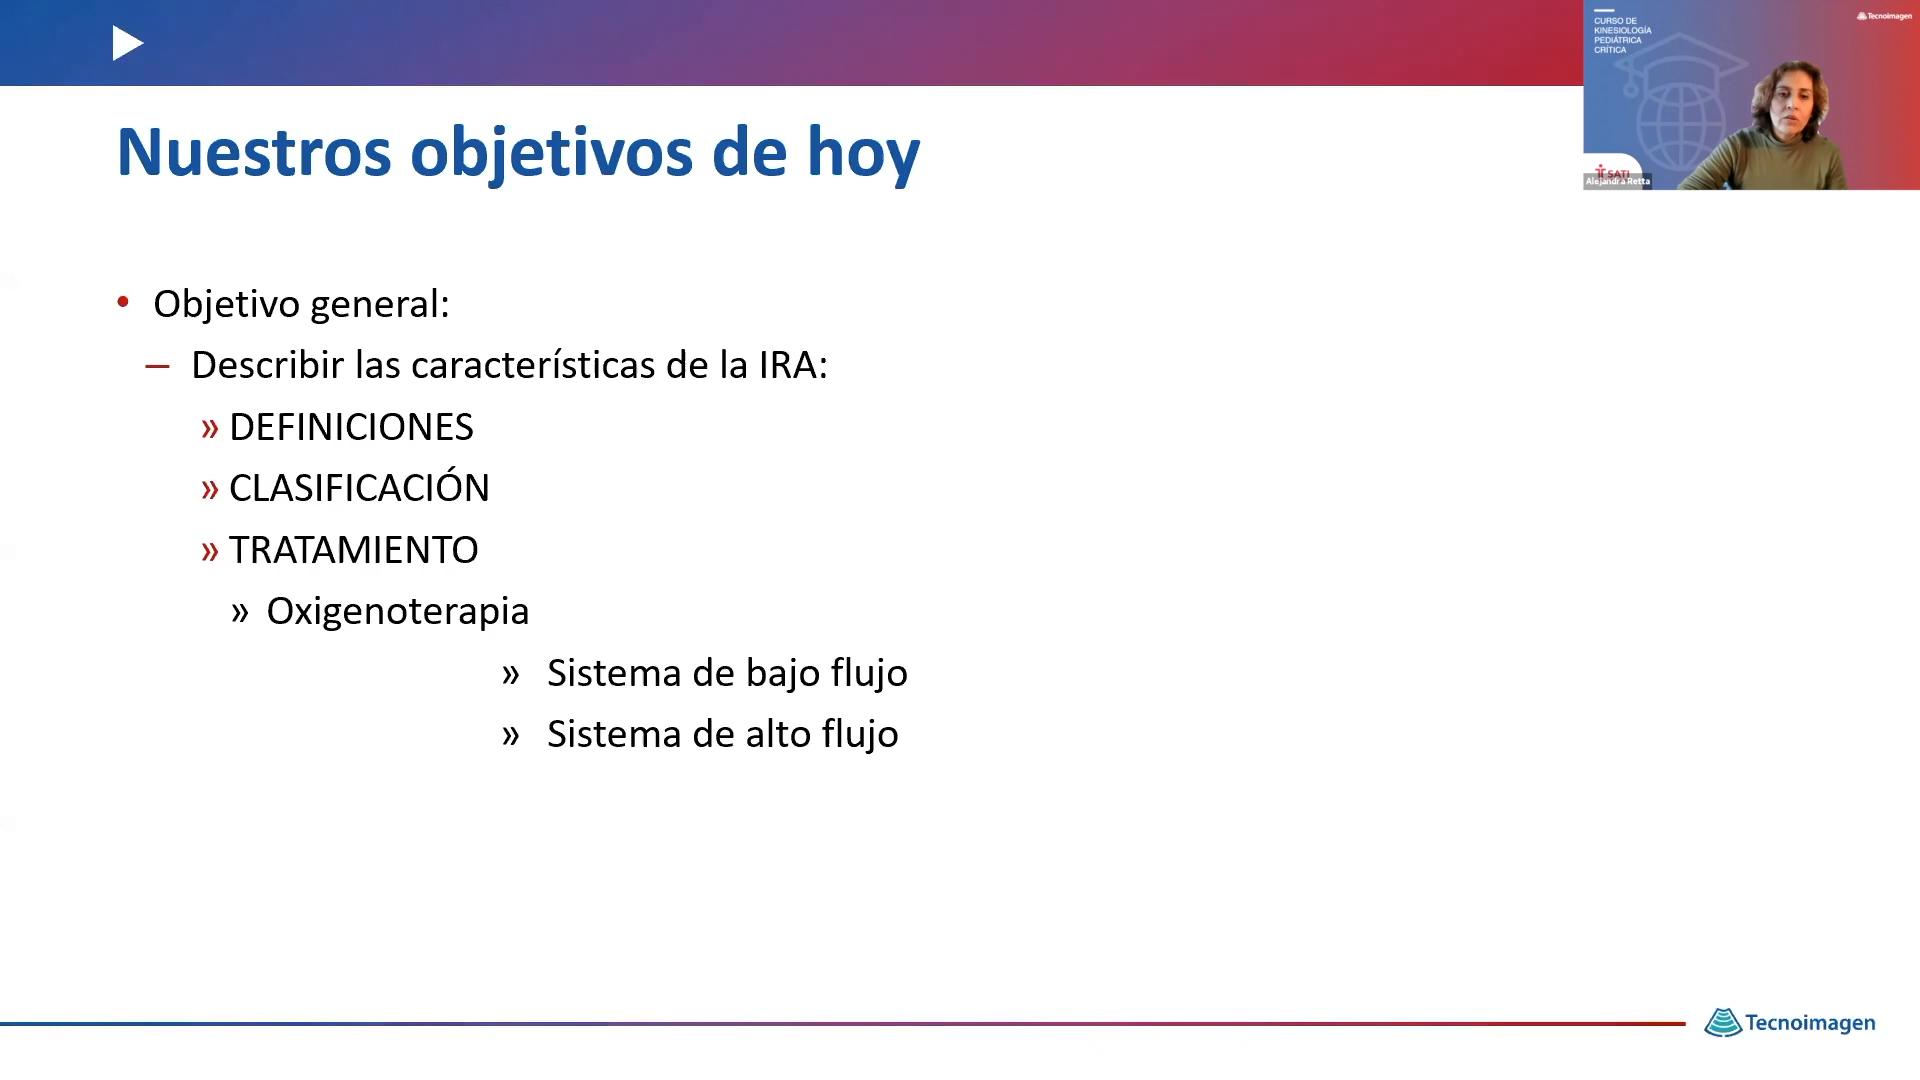 CURSO DE
KINESIOLOGÍA
PEDIÁTRICA
CRÍTICA
Tecnoimagen
SATI
Alejandra Retta
Nuestros objetivos de hoy
• Objetivo general:
– Describir las características de la IRA:
» DEFINICIONES
» CLASIFICACIÓN
» TRATAMIENTO
» Oxigenoterapia
» Sistema de bajo flujo
» Sistema de alto flujo
Tecnoimagen